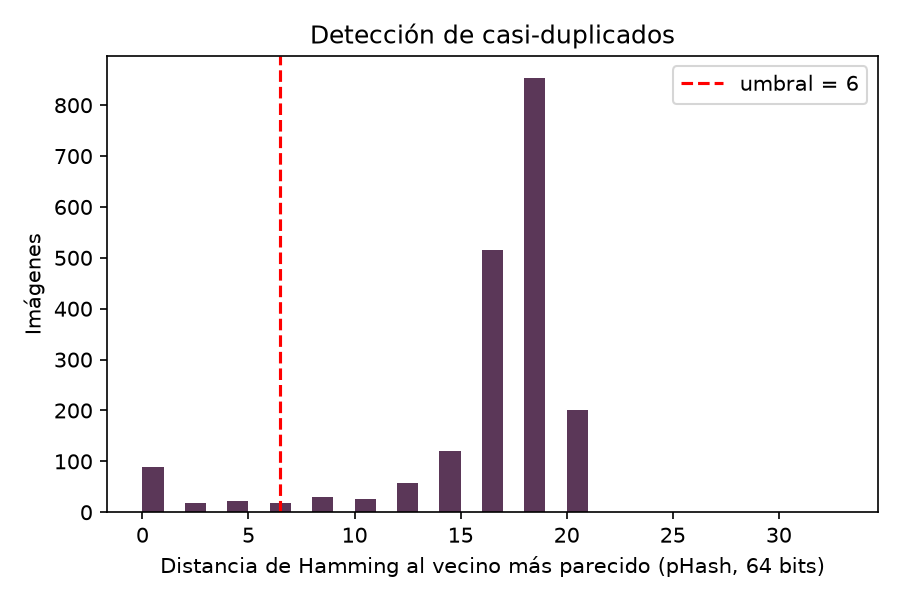 Detección de casi-duplicados
umbral = 6
Imágenes
800
700
600
500
400
300
200
100
0
0 5 10 15 20 25 30
Distancia de Hamming al vecino más parecido (pHash, 64 bits)